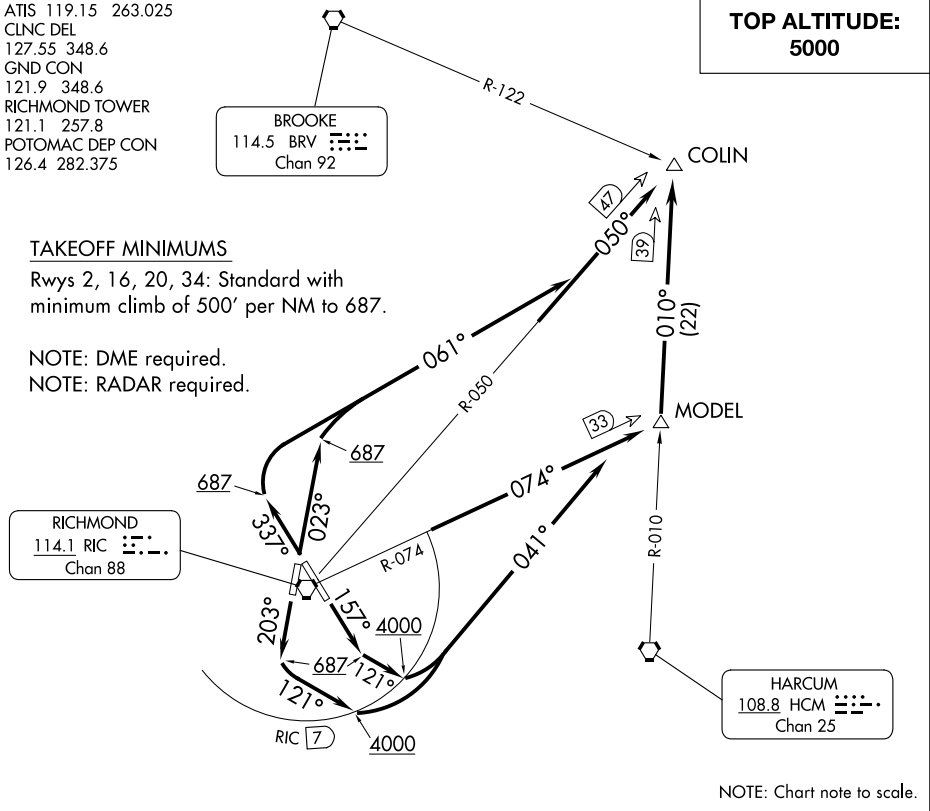 ATIS 119.15 263.025
CLNC DEL
127.55 348.6
GND CON
121.9 348.6
RICHMOND TOWER
121.1 257.8
POTOMAC DEP CON
126.4 282.375
TOP ALTITUDE:
5000
BROOKE
114.5 BRV
Chan 92
R-122
COLIN
47
050°
39
010°
(22)
TAKEOFF MINIMUMS
Rwys 2, 16, 20, 34: Standard with
minimum climb of 500' per NM to 687.
NOTE: DME required.
NOTE: RADAR required.
061°
R-050
MODEL
33
687
687
074°
023°
337°
041°
R-074
R-010
RICHMOND
114.1 RIC
Chan 88
203°
157°
4000
687
121°
121°
RIC 7
4000
HARCUM
108.8 HCM
Chan 25
NOTE: Chart note to scale.